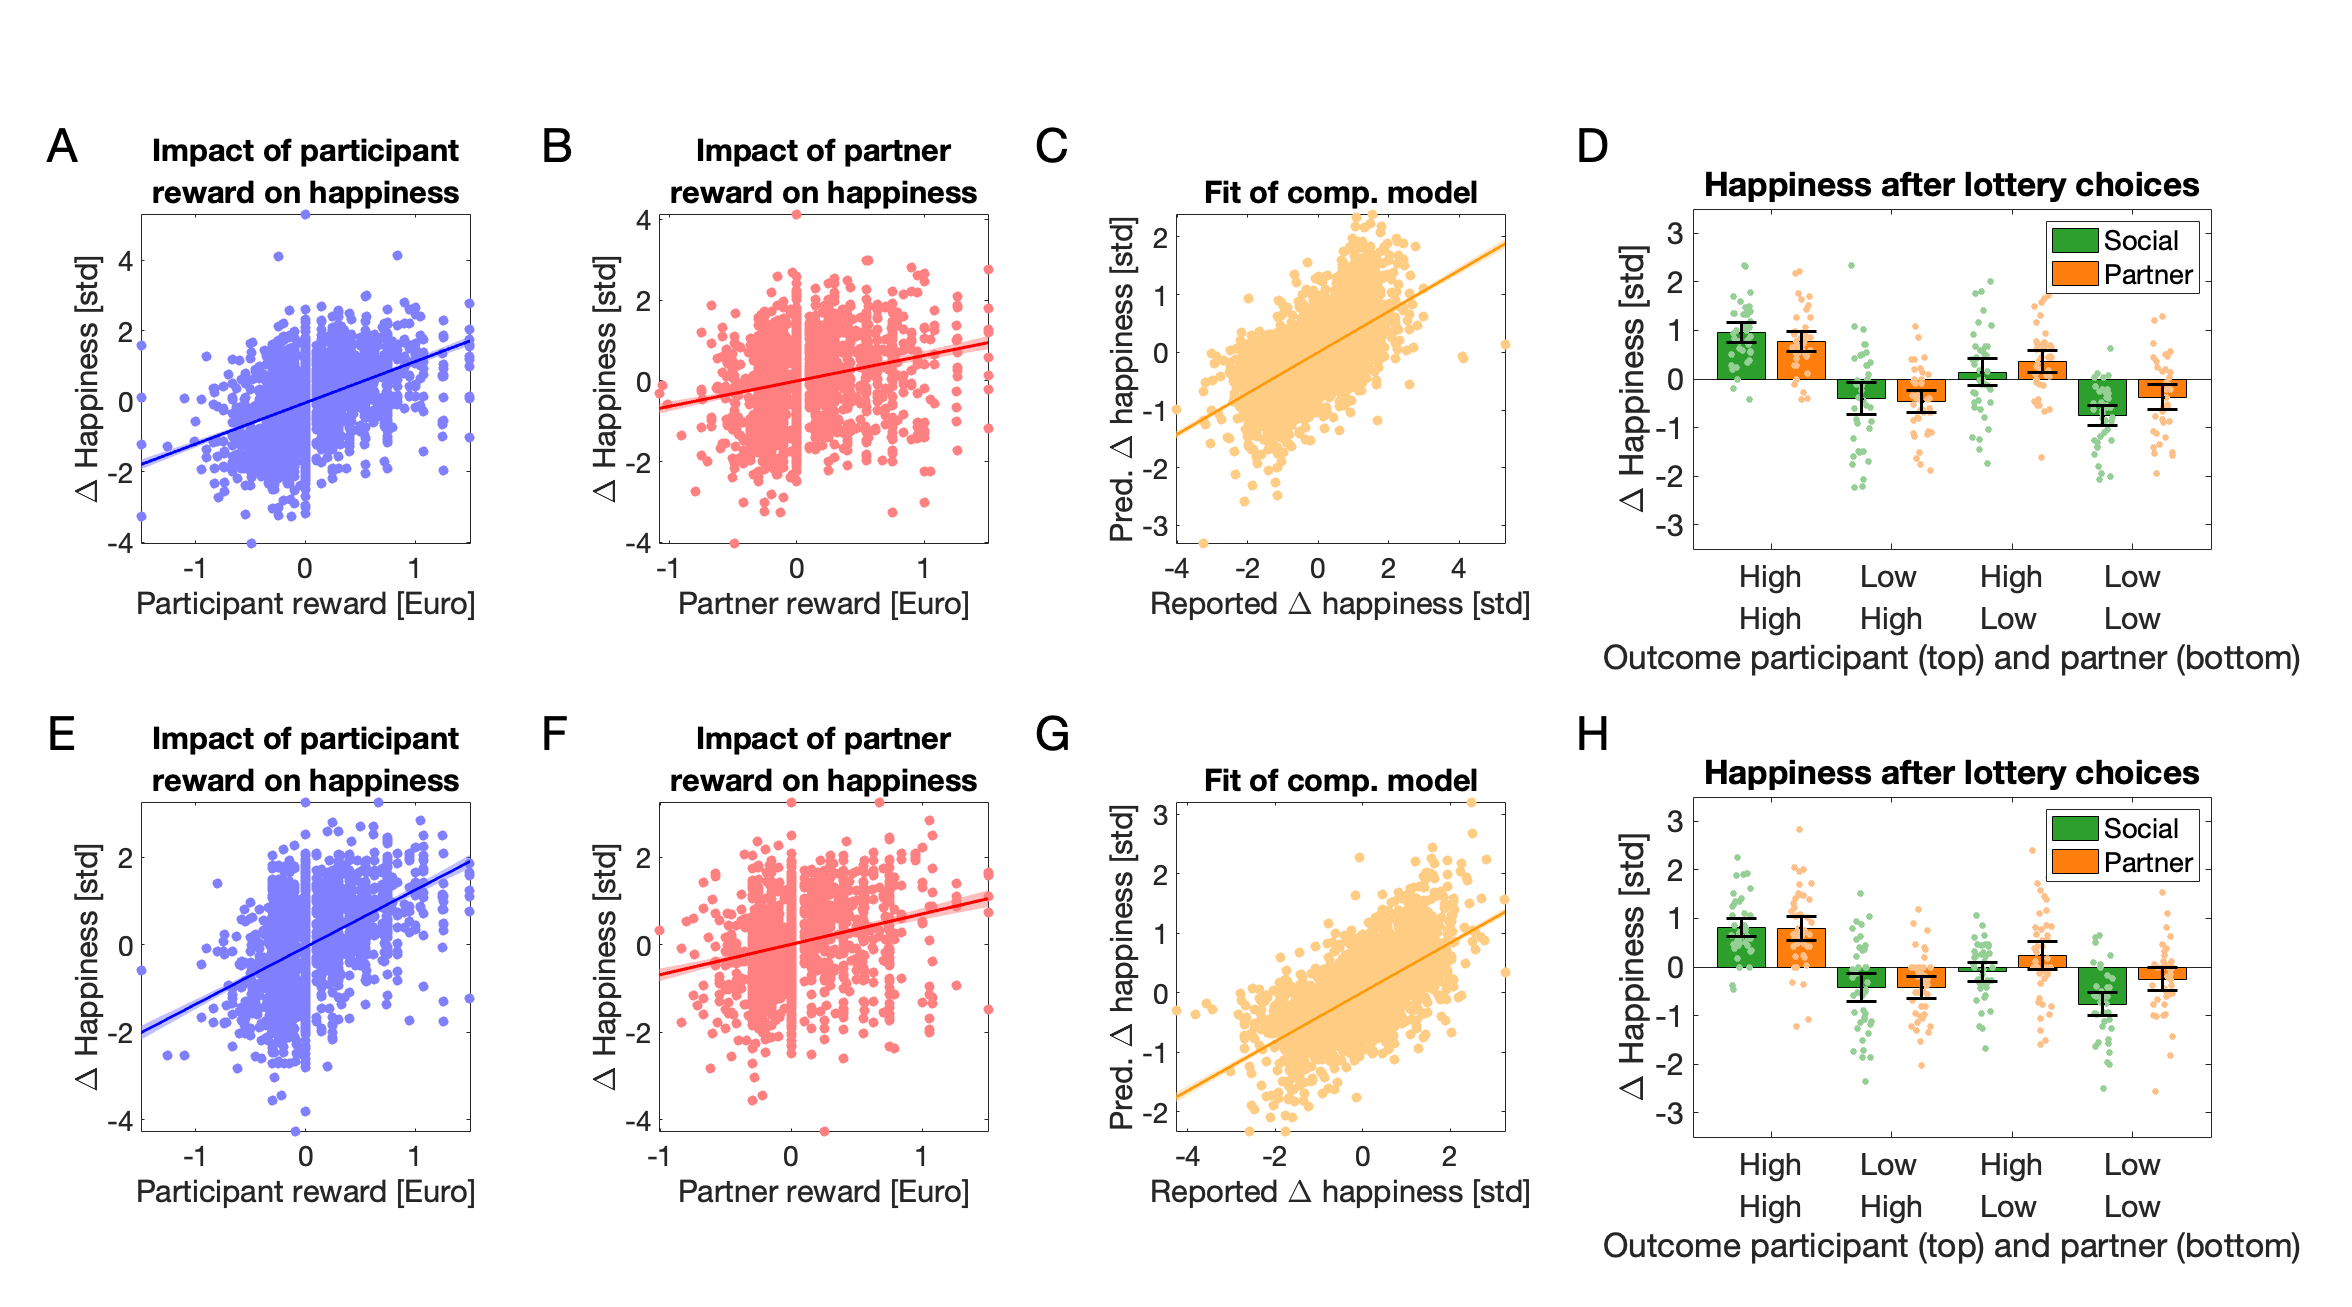 A
Impact of participant
reward on happiness
Δ Happiness [std]
4
2
0
-2
-4
-1 0 1
Participant reward [Euro]
B
Impact of partner
reward on happiness
Δ Happiness [std]
4
2
0
-2
-4
-1 0 1
Partner reward [Euro]
C
Fit of comp. model
Pred. Δ happiness [std]
2
1
0
-1
-2
-3
-4 -2 0 2 4
Reported Δ happiness [std]
D
Happiness after lottery choices
Δ Happiness [std]
3
2
1
0
-1
-2
-3
Social
Partner
High Low High Low
High High Low Low
Outcome participant (top) and partner (bottom)
E
Impact of participant
reward on happiness
Δ Happiness [std]
2
0
-2
-4
-1 0 1
Participant reward [Euro]
F
Impact of partner
reward on happiness
Δ Happiness [std]
2
0
-2
-4
-1 0 1
Partner reward [Euro]
G
Fit of comp. model
Pred. Δ happiness [std]
3
2
1
0
-1
-2
-4 -2 0 2
Reported Δ happiness [std]
H
Happiness after lottery choices
Δ Happiness [std]
3
2
1
0
-1
-2
-3
Social
Partner
High Low High Low
High High Low Low
Outcome participant (top) and partner (bottom)